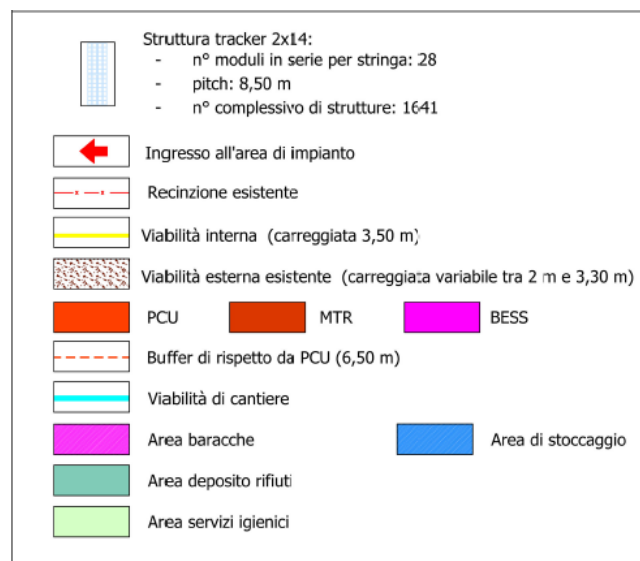 Struttura tracker 2x14:
- n° moduli in serie per stringa: 28
- pitch: 8,50 m
- n° complessivo di strutture: 1641
Ingresso all'area di impianto
Recinzione esistente
Viabilità interna (carreggiata 3,50 m)
Viabilità esterna esistente (carreggiata variabile tra 2 m e 3,30 m)
PCU MTR BESS
Buffer di rispetto da PCU (6,50 m)
Viabilità di cantiere
Area baracche Area di stoccaggio
Area deposito rifiuti
Area servizi igienici